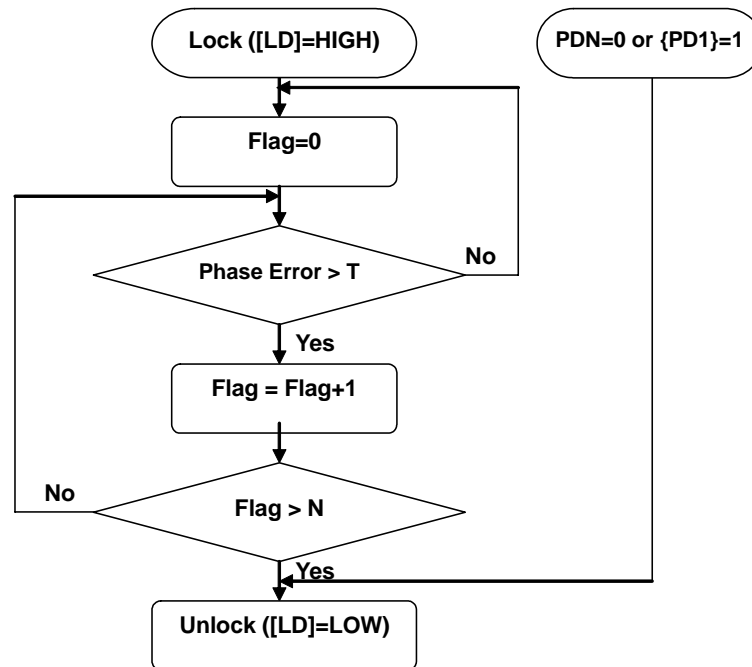 Lock ([LD]=HIGH)
PDN=0 or {PD1}=1
Flag=0
Phase Error > T
No
Yes
Flag = Flag+1
No
Flag > N
Yes
Unlock ([LD]=LOW)